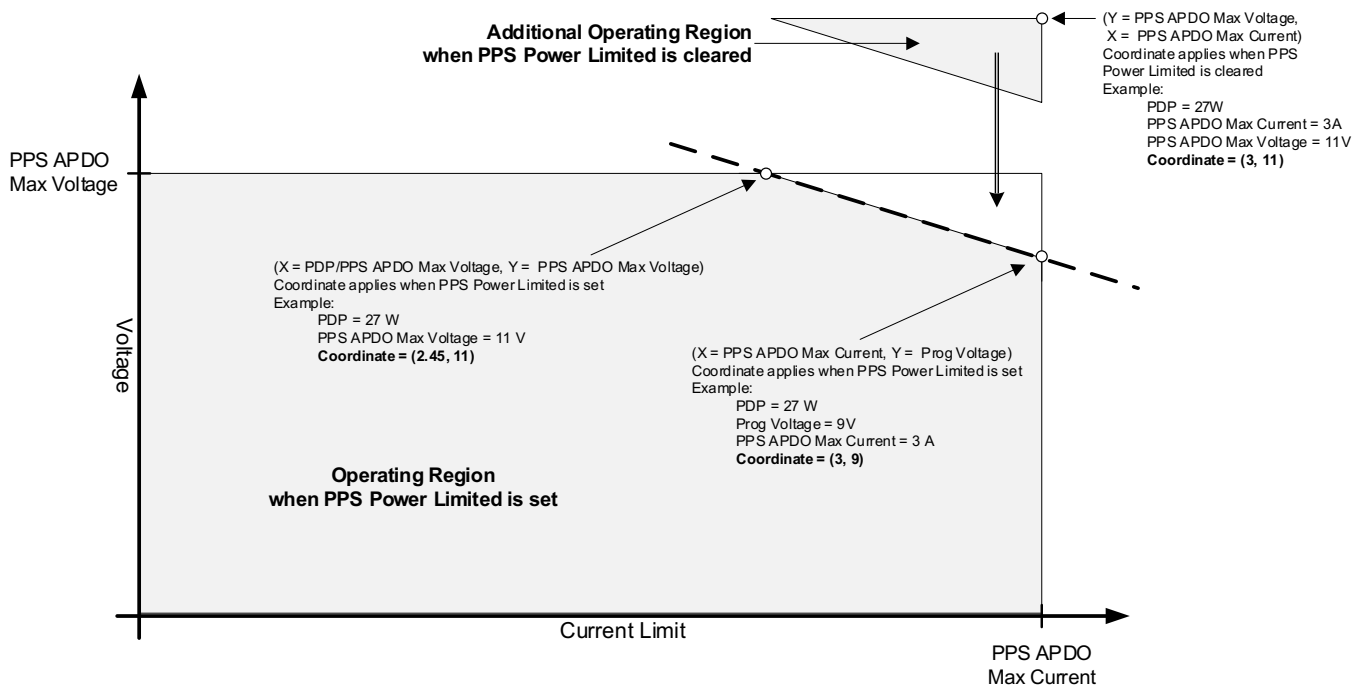 Additional Operating Region
when PPS Power Limited is cleared
(Y = PPS APDO Max Voltage,
X = PPS APDO Max Current)
Coordinate applies when PPS
Power Limited is cleared
Example:
PDP = 27W
PPS APDO Max Current = 3A
PPS APDO Max Voltage = 11V
Coordinate = (3, 11)
PPS APDO
Max Voltage
(X = PDP/PPS APDO Max Voltage, Y = PPS APDO Max Voltage)
Coordinate applies when PPS Power Limited is set
Example:
PDP = 27 W
PPS APDO Max Voltage = 11 V
Coordinate = (2.45, 11)
(X = PPS APDO Max Current, Y = Prog Voltage)
Coordinate applies when PPS Power Limited is set
Example:
PDP = 27 W
Prog Voltage = 9V
PPS APDO Max Current = 3 A
Coordinate = (3, 9)
Voltage
Operating Region
when PPS Power Limited is set
Current Limit
PPS APDO
Max Current